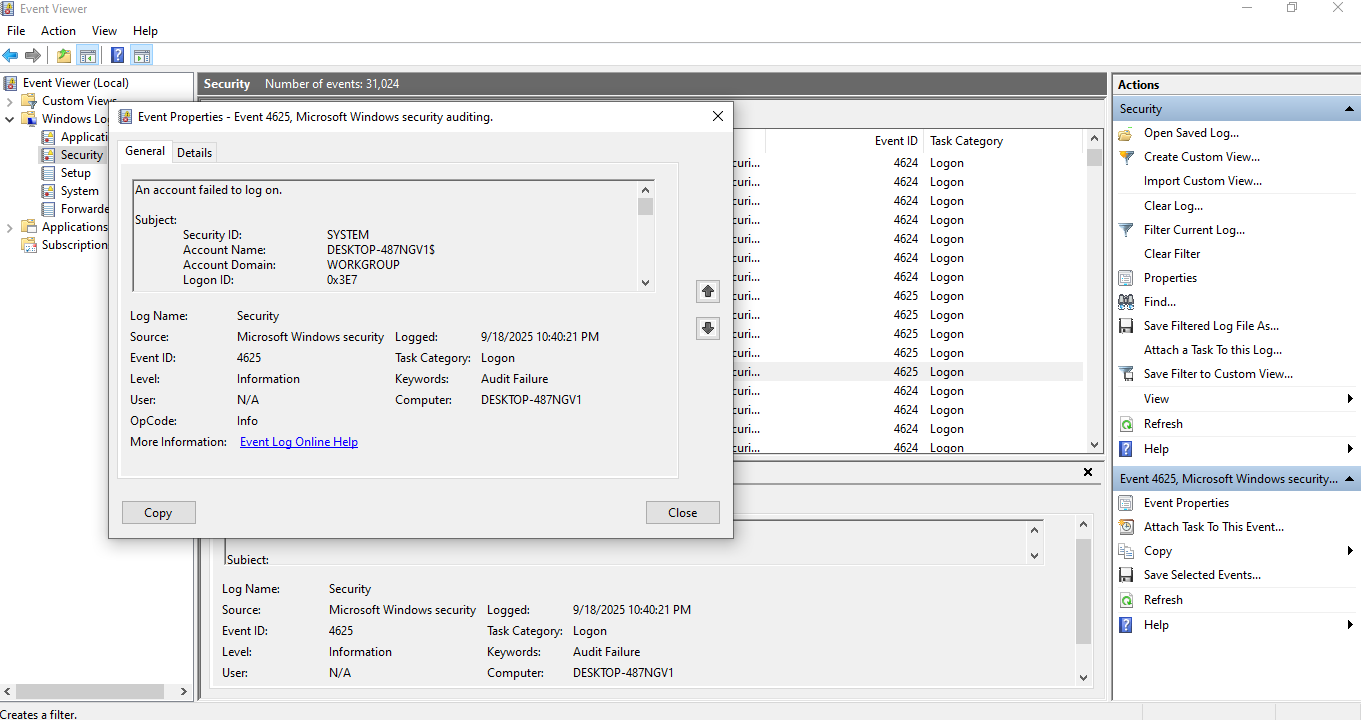 Event Viewer
File Action View Help
Event Viewer (Local)
Custom Views
Windows Lo
Applicati
Security
Setup
System
Forwarde
Applications
Subscription
Security Number of events: 31,024
Event ID Task Category
curi... 4624 Logon
curi... 4624 Logon
curi... 4624 Logon
curi... 4624 Logon
curi... 4624 Logon
curi... 4624 Logon
curi... 4624 Logon
curi... 4625 Logon
curi... 4625 Logon
curi... 4625 Logon
curi... 4625 Logon
curi... 4625 Logon
curi... 4624 Logon
curi... 4624 Logon
curi... 4624 Logon
curi... 4624 Logon
Event Properties - Event 4625, Microsoft Windows security auditing.
General Details
An account failed to log on.
Subject:
Security ID: SYSTEM
Account Name: DESKTOP-487NGV1$
Account Domain: WORKGROUP
Logon ID: 0x3E7
Log Name: Security
Source: Microsoft Windows security Logged: 9/18/2025 10:40:21 PM
Event ID: 4625 Task Category: Logon
Level: Information Keywords: Audit Failure
User: N/A Computer: DESKTOP-487NGV1
OpCode: Info
More Information: Event Log Online Help
Copy Close
Subject:
Log Name: Security
Source: Microsoft Windows security Logged: 9/18/2025 10:40:21 PM
Event ID: 4625 Task Category: Logon
Level: Information Keywords: Audit Failure
User: N/A Computer: DESKTOP-487NGV1
Actions
Security
Open Saved Log...
Create Custom View...
Import Custom View...
Clear Log...
Filter Current Log...
Clear Filter
Properties
Find...
Save Filtered Log File As...
Attach a Task To this Log...
Save Filter to Custom View...
View
Refresh
Help
Event 4625, Microsoft Windows security...
Event Properties
Attach Task To This Event...
Copy
Save Selected Events...
Refresh
Help
Creates a filter.